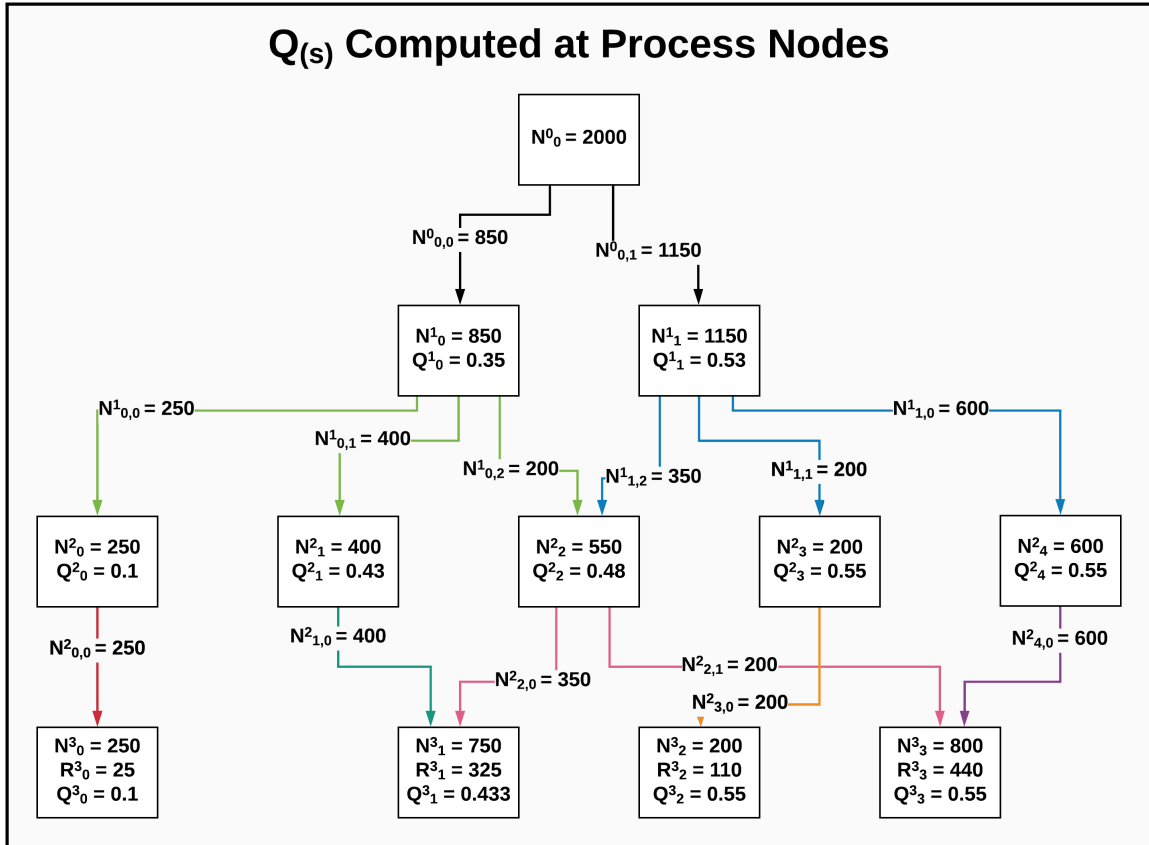 Q(s) Computed at Process Nodes
N⁰₀ = 2000
N⁰₀,₀ = 850
N⁰₀,₁ = 1150
N¹₀ = 850
Q¹₀ = 0.35
N¹₁ = 1150
Q¹₁ = 0.53
N¹₀,₀ = 250
N¹₁,₀ = 600
N¹₀,₁ = 400
N¹₀,₂ = 200
N¹₁,₂ = 350
N¹₁,₁ = 200
N²₀ = 250
Q²₀ = 0.1
N²₁ = 400
Q²₁ = 0.43
N²₂ = 550
Q²₂ = 0.48
N²₃ = 200
Q²₃ = 0.55
N²₄ = 600
Q²₄ = 0.55
N²₀,₀ = 250
N²₁,₀ = 400
N²₂,₀ = 350
N²₂,₁ = 200
N²₃,₀ = 200
N²₄,₀ = 600
N³₀ = 250
R³₀ = 25
Q³₀ = 0.1
N³₁ = 750
R³₁ = 325
Q³₁ = 0.433
N³₂ = 200
R³₂ = 110
Q³₂ = 0.55
N³₃ = 800
R³₃ = 440
Q³₃ = 0.55